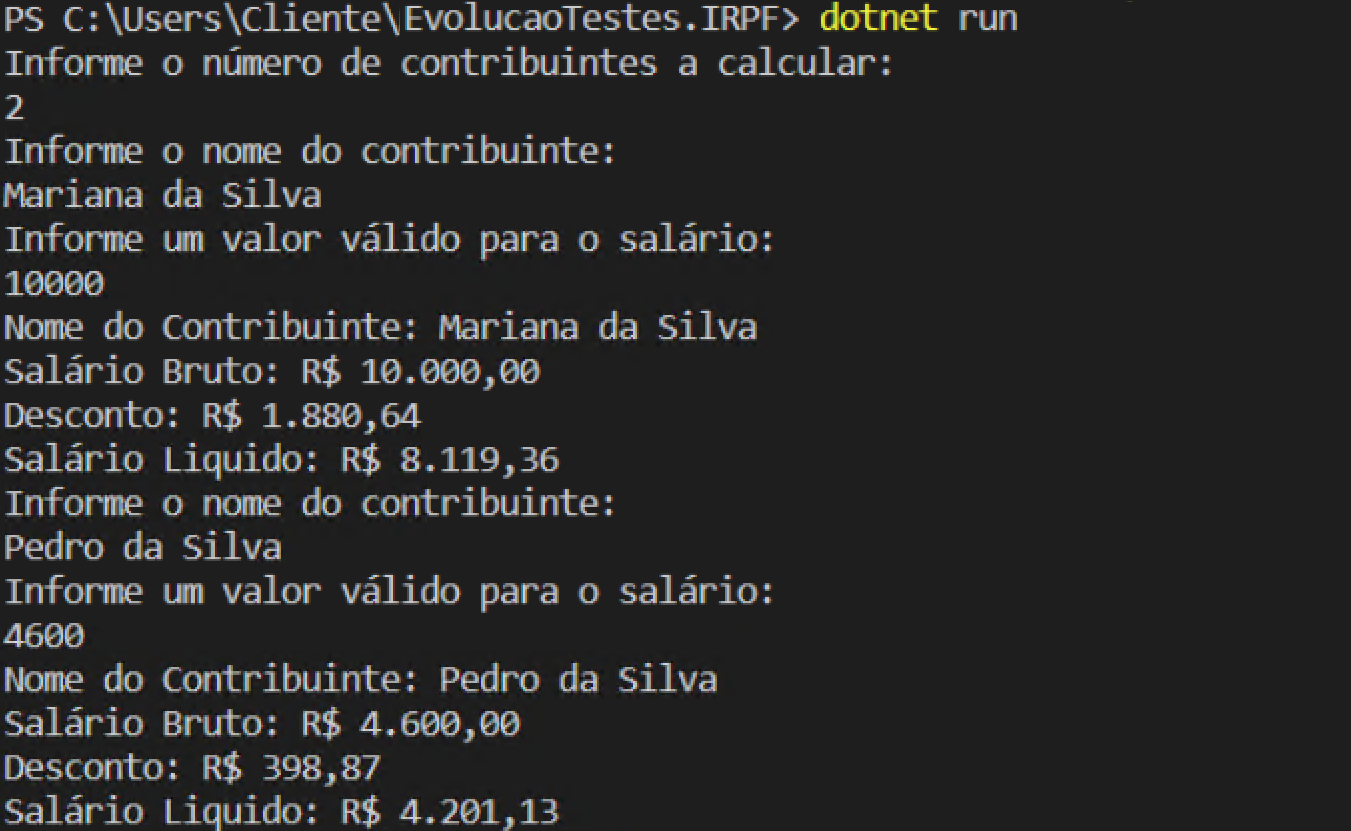 PS C:\Users\Cliente\EvolucaoTestes.IRPF> dotnet run
Informe o número de contribuintes a calcular:
2
Informe o nome do contribuinte:
Mariana da Silva
Informe um valor válido para o salário:
10000
Nome do Contribuinte: Mariana da Silva
Salário Bruto: R$ 10.000,00
Desconto: R$ 1.880,64
Salário Liquido: R$ 8.119,36
Informe o nome do contribuinte:
Pedro da Silva
Informe um valor válido para o salário:
4600
Nome do Contribuinte: Pedro da Silva
Salário Bruto: R$ 4.600,00
Desconto: R$ 398,87
Salário Liquido: R$ 4.201,13